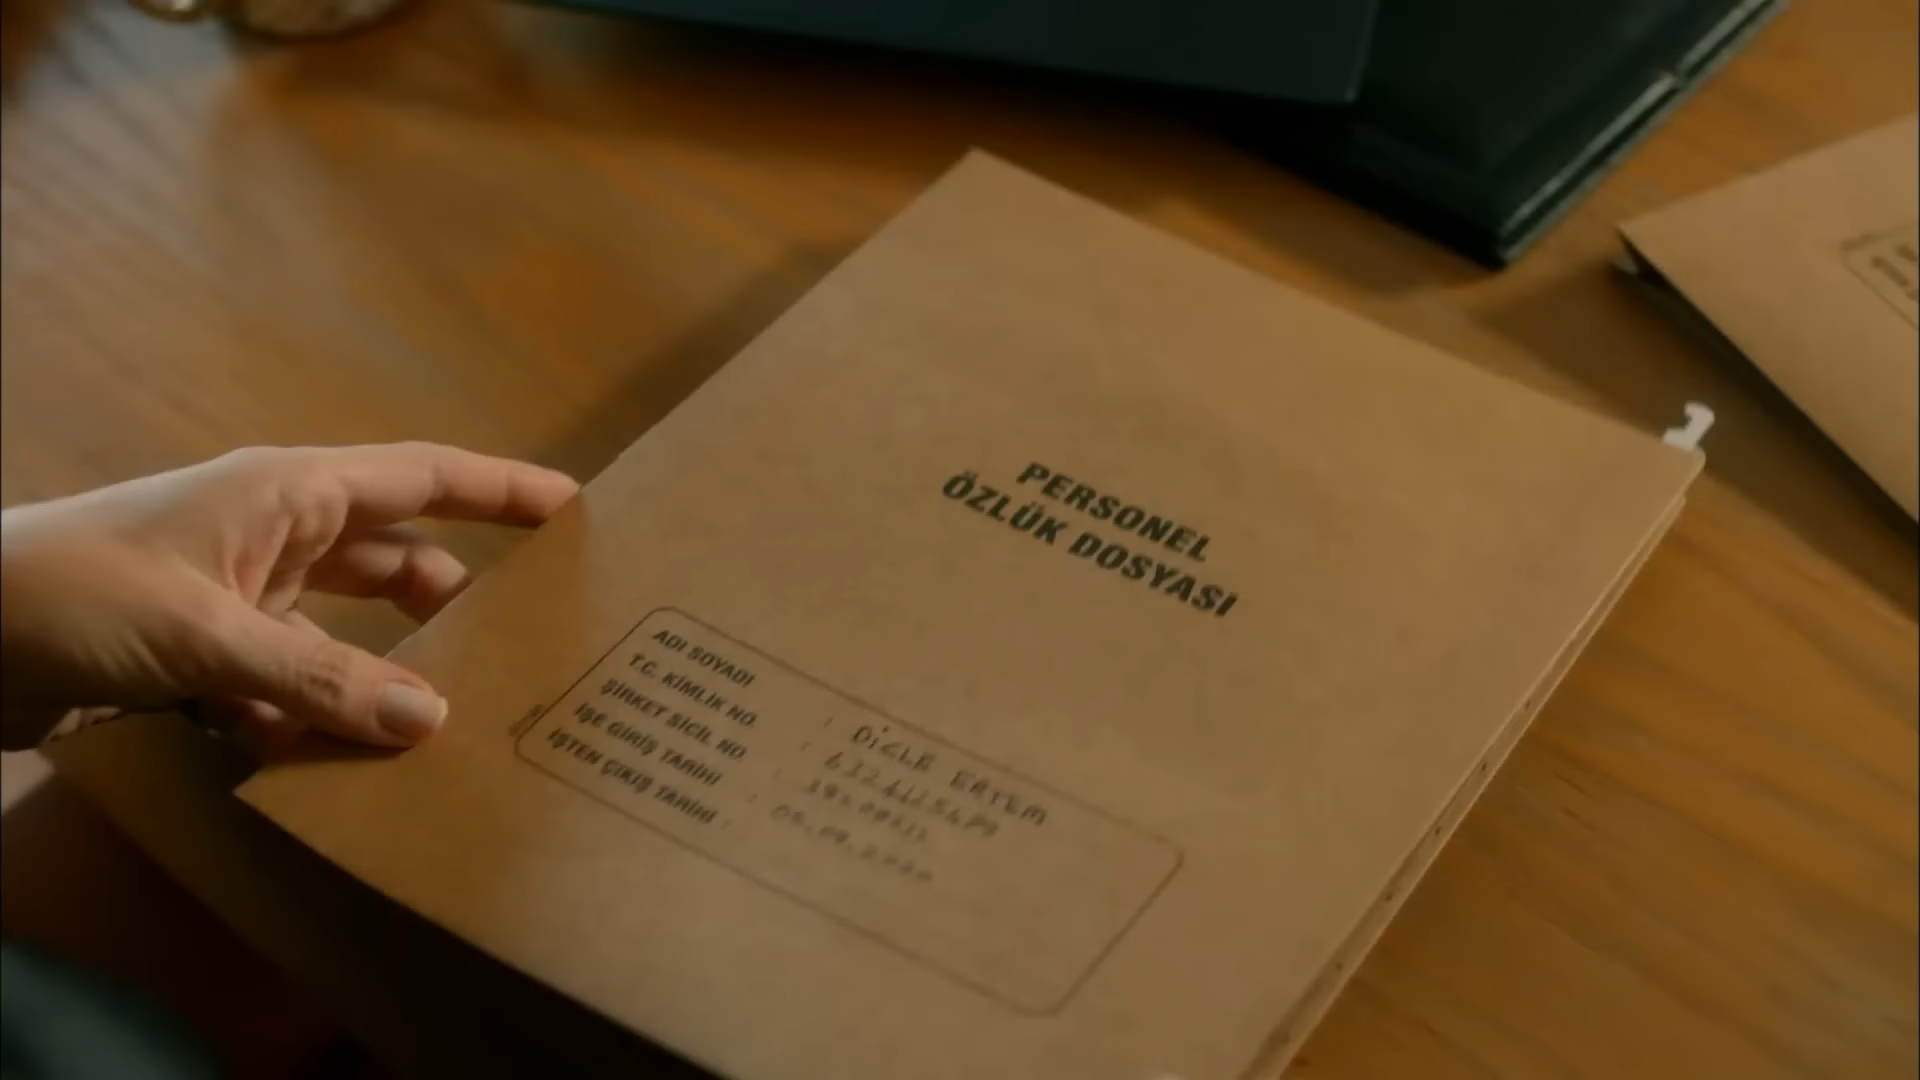 PERSONEL
ÖZLÜK DOSYASI
ADI SOYADI : DİCLE ERTEM
T.C. KİMLİK NO. :
ŞİRKET SİCİL NO :
İŞE GİRİŞ TARİHİ :
İŞTEN ÇIKIŞ TARİHİ :